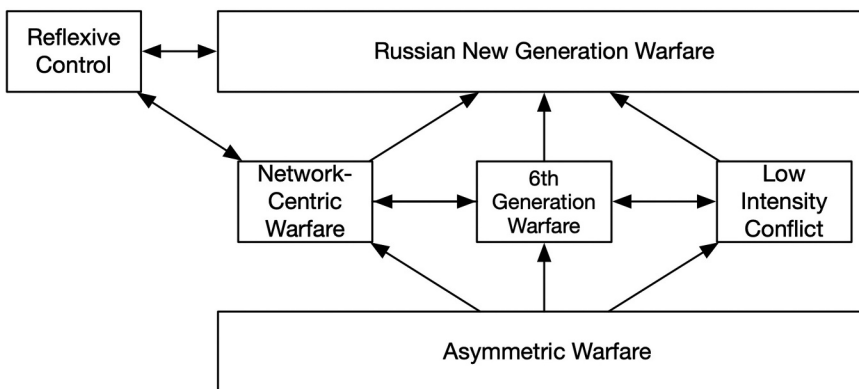 Reflexive
Control
Russian New Generation Warfare
Network-
Centric
Warfare
6th
Generation
Warfare
Low
Intensity
Conflict
Asymmetric Warfare